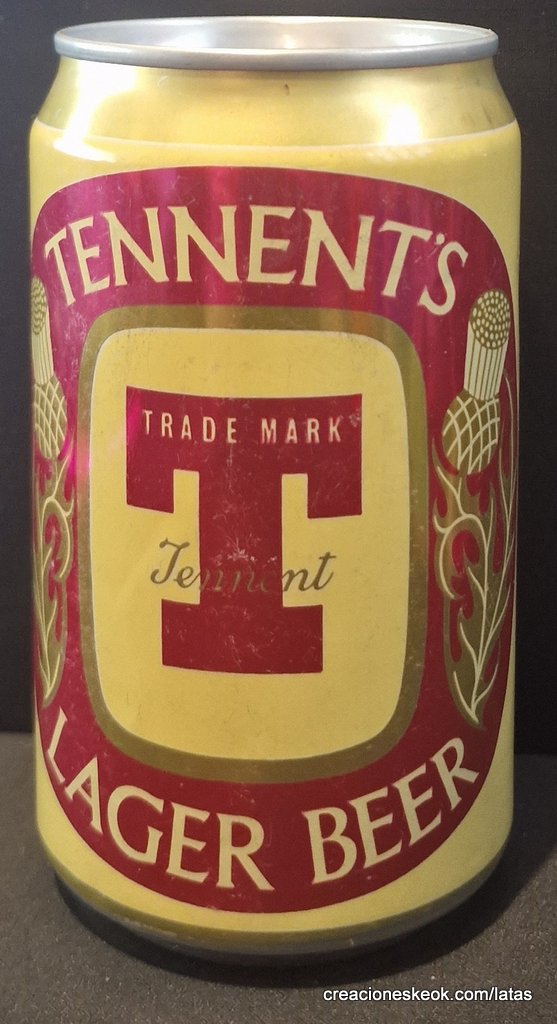 TENNENT'S
TRADE MARK
Tennent
LAGER BEER
creacioneskeok.com/latas